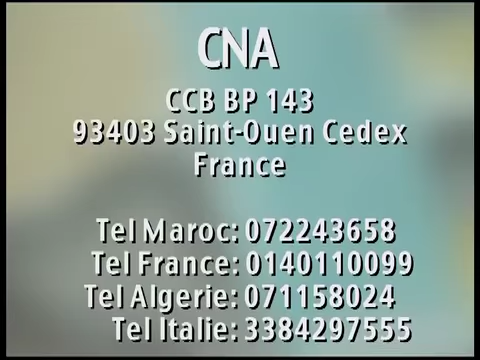 CNA
CCB BP 143
93403 Saint-Ouen Cedex
France
Tel Maroc: 072243658
Tel France: 0140110099
Tel Algerie: 071158024
Tel Italie: 3384297555